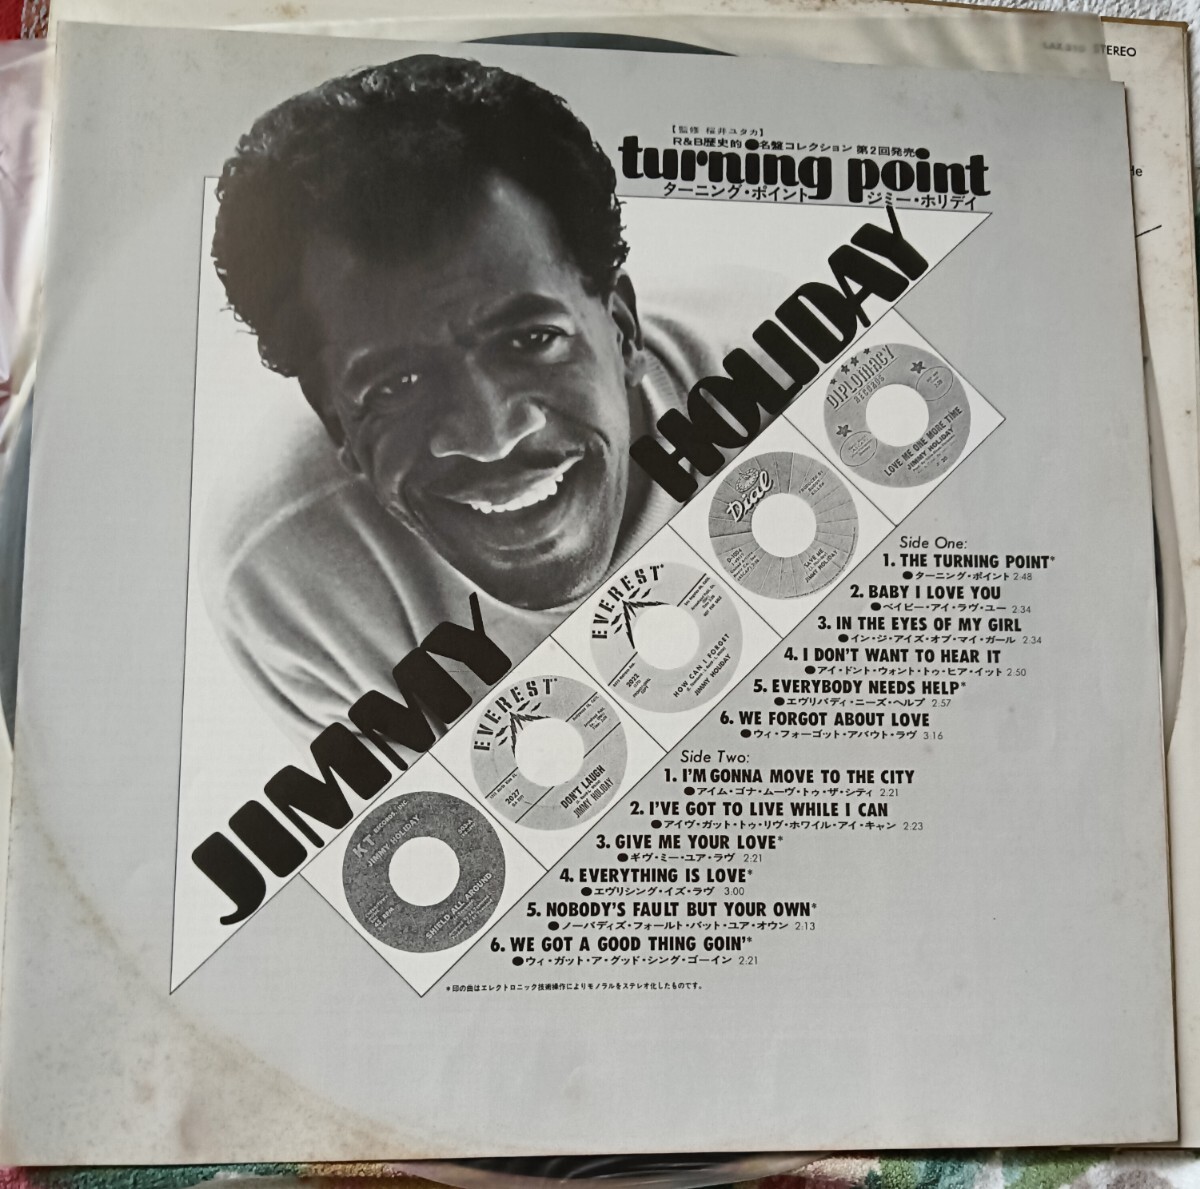 STEREO
【監修 桜井ユタカ】
R&B歴史的●名盤コレクション 第2回発売●
turning point
ターニング・ポイント ジミー・ホリデイ
JIMMY HOLIDAY
DIPLOMACY
RECORDS
LOVE ME ONE MORE TIME
JIMMY HOLIDAY
Dial
SAVE ME
JIMMY HOLIDAY
EVEREST
2022
HOW CAN I FORGET
JIMMY HOLIDAY
EVEREST
2027
DON'T LAUGH
JIMMY HOLIDAY
KT RECORDS, INC.
JIMMY HOLIDAY
SHIELD ALL AROUND
Side One:
1. THE TURNING POINT*
●ターニング・ポイント 2:48
2. BABY I LOVE YOU
●ベイビー・アイ・ラヴ・ユー 2:34
3. IN THE EYES OF MY GIRL
●イン・ジ・アイズ・オブ・マイ・ガール 2:34
4. I DON'T WANT TO HEAR IT
●アイ・ドント・ウォント・トゥ・ヒア・イット 2:50
5. EVERYBODY NEEDS HELP*
●エヴリバディ・ニーズ・ヘルプ 2:57
6. WE FORGOT ABOUT LOVE
●ウィ・フォーゴット・アバウト・ラヴ 3:16
Side Two:
1. I'M GONNA MOVE TO THE CITY
●アイム・ゴナ・ムーヴ・トゥ・ザ・シティ 2:21
2. I'VE GOT TO LIVE WHILE I CAN
●アイヴ・ガット・トゥ・リヴ・ホワイル・アイ・キャン 2:23
3. GIVE ME YOUR LOVE*
●ギヴ・ミー・ユア・ラヴ 2:21
4. EVERYTHING IS LOVE*
●エヴリシング・イズ・ラヴ 3:00
5. NOBODY'S FAULT BUT YOUR OWN*
●ノーバディズ・フォールト・バット・ユア・オウン 2:13
6. WE GOT A GOOD THING GOIN'*
●ウィ・ガット・ア・グッド・シング・ゴーイン 2:21
*印の曲はエレクトロニック技術操作によりモノラルをステレオ化したものです。